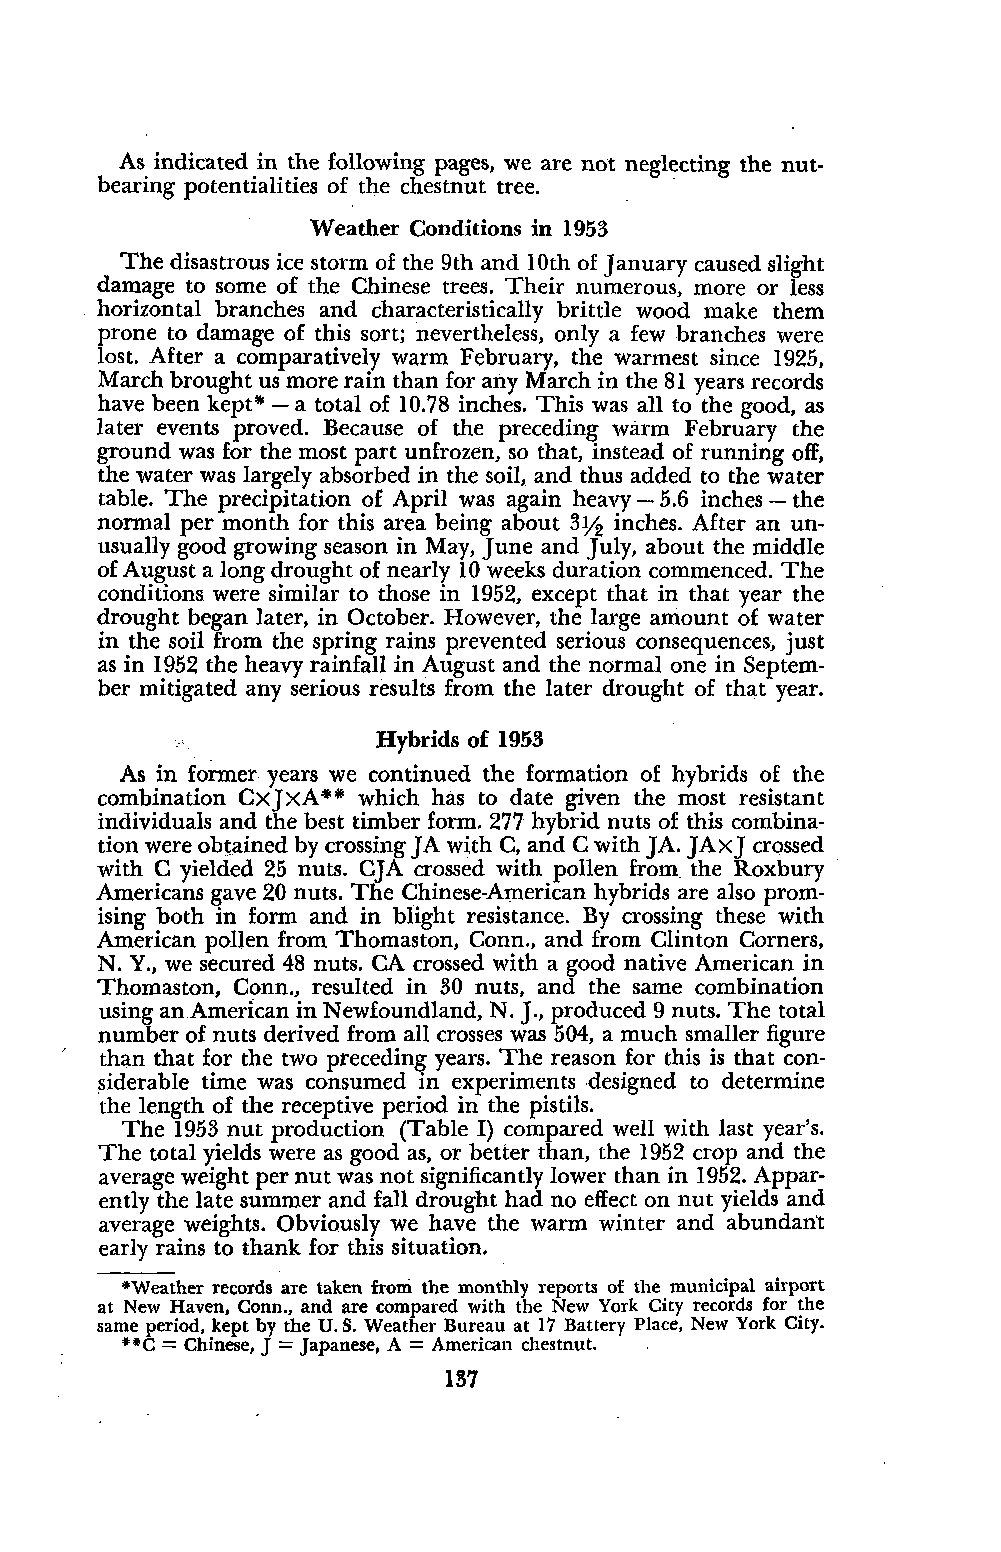 As indicated in the following pages, we are not neglecting the nut-
bearing potentialities of the chestnut tree.
Weather Conditions in 1953
The disastrous ice storm of the 9th and 10th of January caused slight
damage to some of the Chinese trees. Their numerous, more or less
horizontal branches and characteristically brittle wood make them
prone to damage of this sort; nevertheless, only a few branches were
lost. After a comparatively warm February, the warmest since 1925,
March brought us more rain than for any March in the 81 years records
have been kept* — a total of 10.78 inches. This was all to the good, as
later events proved. Because of the preceding warm February the
ground was for the most part unfrozen, so that, instead of running off,
the water was largely absorbed in the soil, and thus added to the water
table. The precipitation of April was again heavy — 5.6 inches — the
normal per month for this area being about 3½ inches. After an un-
usually good growing season in May, June and July, about the middle
of August a long drought of nearly 10 weeks duration commenced. The
conditions were similar to those in 1952, except that in that year the
drought began later, in October. However, the large amount of water
in the soil from the spring rains prevented serious consequences, just
as in 1952 the heavy rainfall in August and the normal one in Septem-
ber mitigated any serious results from the later drought of that year.
Hybrids of 1953
As in former years we continued the formation of hybrids of the
combination CxJxA** which has to date given the most resistant
individuals and the best timber form. 277 hybrid nuts of this combina-
tion were obtained by crossing JA with C, and C with JA. JAxJ crossed
with C yielded 25 nuts. CJA crossed with pollen from the Roxbury
Americans gave 20 nuts. The Chinese-American hybrids are also prom-
ising both in form and in blight resistance. By crossing these with
American pollen from Thomaston, Conn., and from Clinton Corners,
N. Y., we secured 48 nuts. CA crossed with a good native American in
Thomaston, Conn., resulted in 30 nuts, and the same combination
using an American in Newfoundland, N. J., produced 9 nuts. The total
number of nuts derived from all crosses was 504, a much smaller figure
than that for the two preceding years. The reason for this is that con-
siderable time was consumed in experiments designed to determine
the length of the receptive period in the pistils.
The 1953 nut production (Table I) compared well with last year's.
The total yields were as good as, or better than, the 1952 crop and the
average weight per nut was not significantly lower than in 1952. Appar-
ently the late summer and fall drought had no effect on nut yields and
average weights. Obviously we have the warm winter and abundant
early rains to thank for this situation.
*Weather records are taken from the monthly reports of the municipal airport
at New Haven, Conn., and are compared with the New York City records for the
same period, kept by the U. S. Weather Bureau at 17 Battery Place, New York City.
**C = Chinese, J = Japanese, A = American chestnut.
137